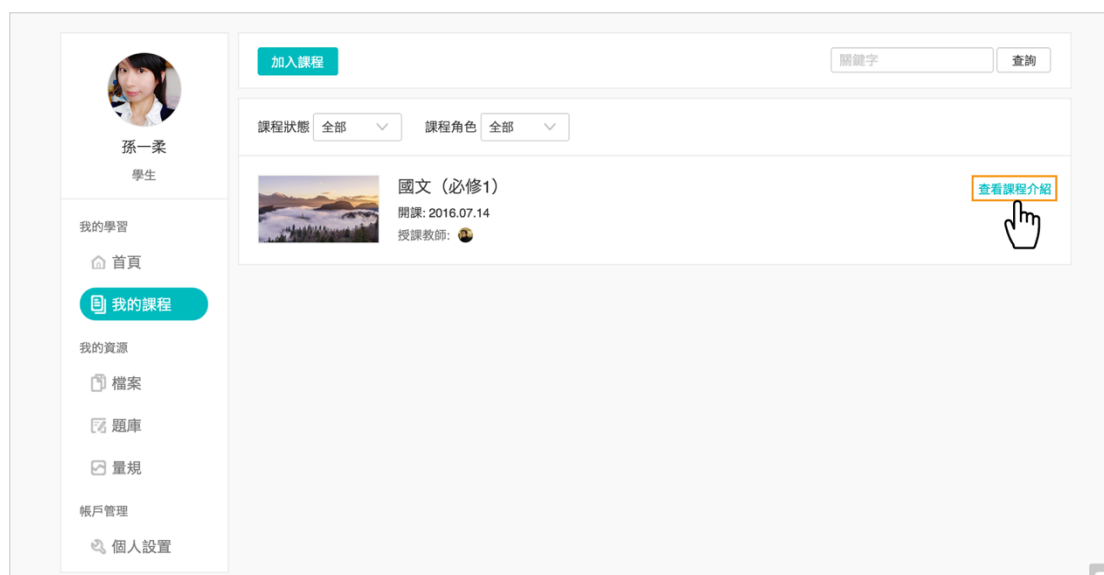 孫一柔
學生
我的學習
首頁
我的課程
我的資源
檔案
題庫
量規
帳戶管理
個人設置
加入課程
關鍵字
查詢
課程狀態 全部 課程角色 全部
國文（必修1）
查看課程介紹
開課: 2016.07.14
授課教師: